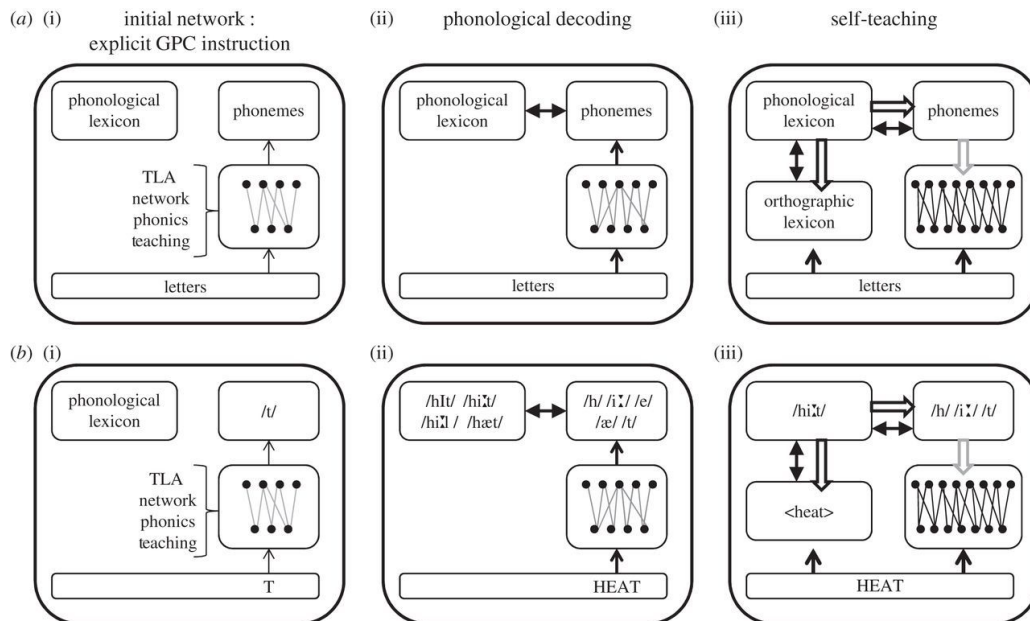 (a) (i) initial network : explicit GPC instruction
phonological lexicon
phonemes
TLA network phonics teaching
letters
(ii) phonological decoding
phonological lexicon
phonemes
letters
(iii) self-teaching
phonological lexicon
phonemes
orthographic lexicon
letters
(b) (i)
phonological lexicon
/t/
TLA network phonics teaching
T
(ii)
/hIt/ /hiːt/
/hiːl / /hæt/
/h/ /iː/ /e/
/æ/ /t/
HEAT
(iii)
/hiːt/
/h/ /iː/ /t/
<heat>
HEAT